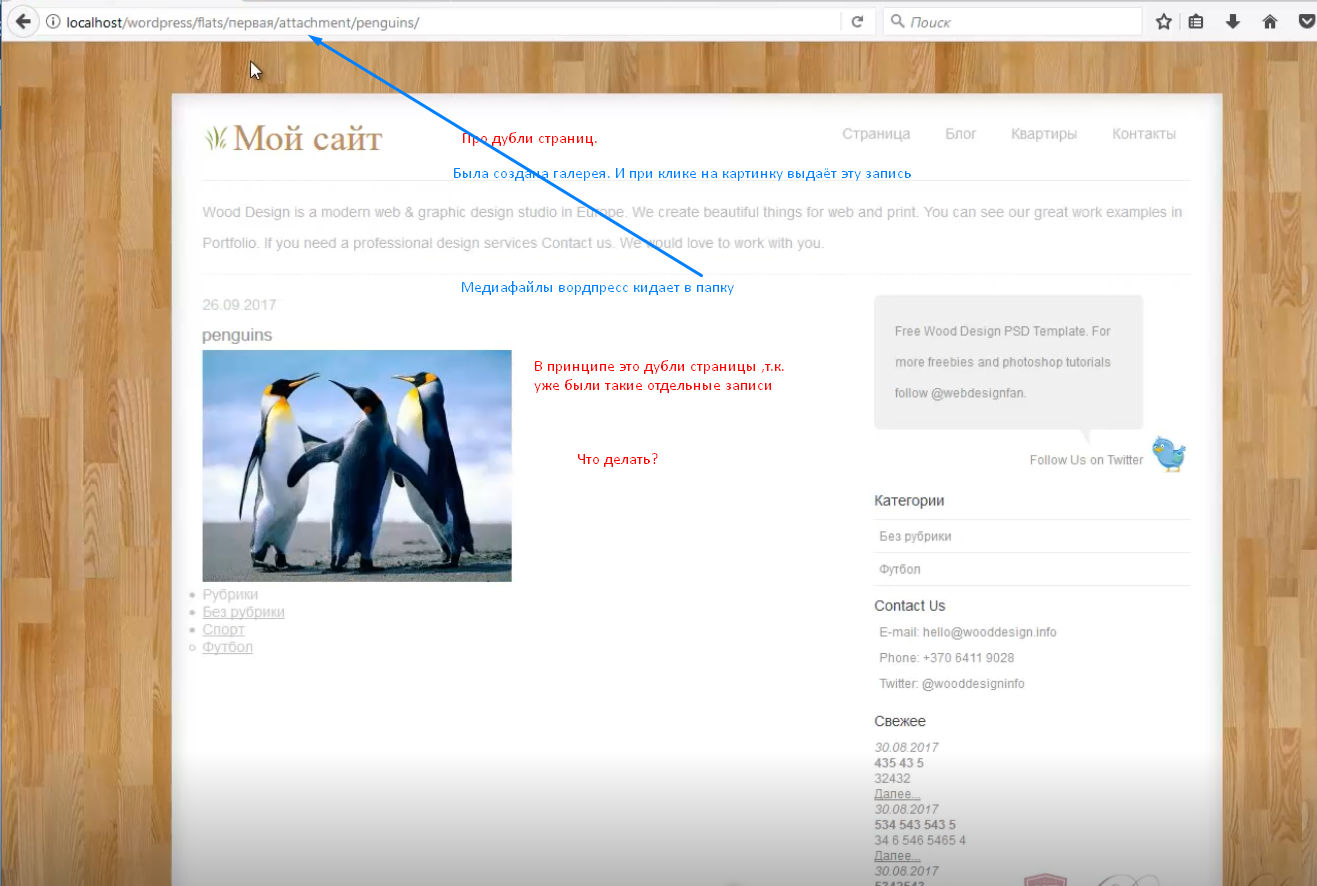 localhost/wordpress/flats/первая/attachment/penguins/
Поиск
Мой сайт
Про дубли страниц.
Страница Блог Квартиры Контакты
Была создана галерея. И при клике на картинку выдаёт эту запись
Wood Design is a modern web & graphic design studio in Europe. We create beautiful things for web and print. You can see our great work examples in
Portfolio. If you need a professional design services Contact us. We would love to work with you.
Медиафайлы вордпресс кидает в папку
26.09.2017
penguins
В принципе это дубли страницы ,т.к.
уже были такие отдельные записи
Что делать?
Рубрики
Без рубрики
Спорт
Футбол
Free Wood Design PSD Template. For
more freebies and photoshop tutorials
follow @webdesignfan.
Follow Us on Twitter
Категории
Без рубрики
Футбол
Contact Us
E-mail: hello@wooddesign.info
Phone: +370 6411 9028
Twitter: @wooddesigninfo
Свежее
30.08.2017
435 43 5
32432
Далее...
30.08.2017
534 543 543 5
34 6 546 5465 4
Далее...
30.08.2017